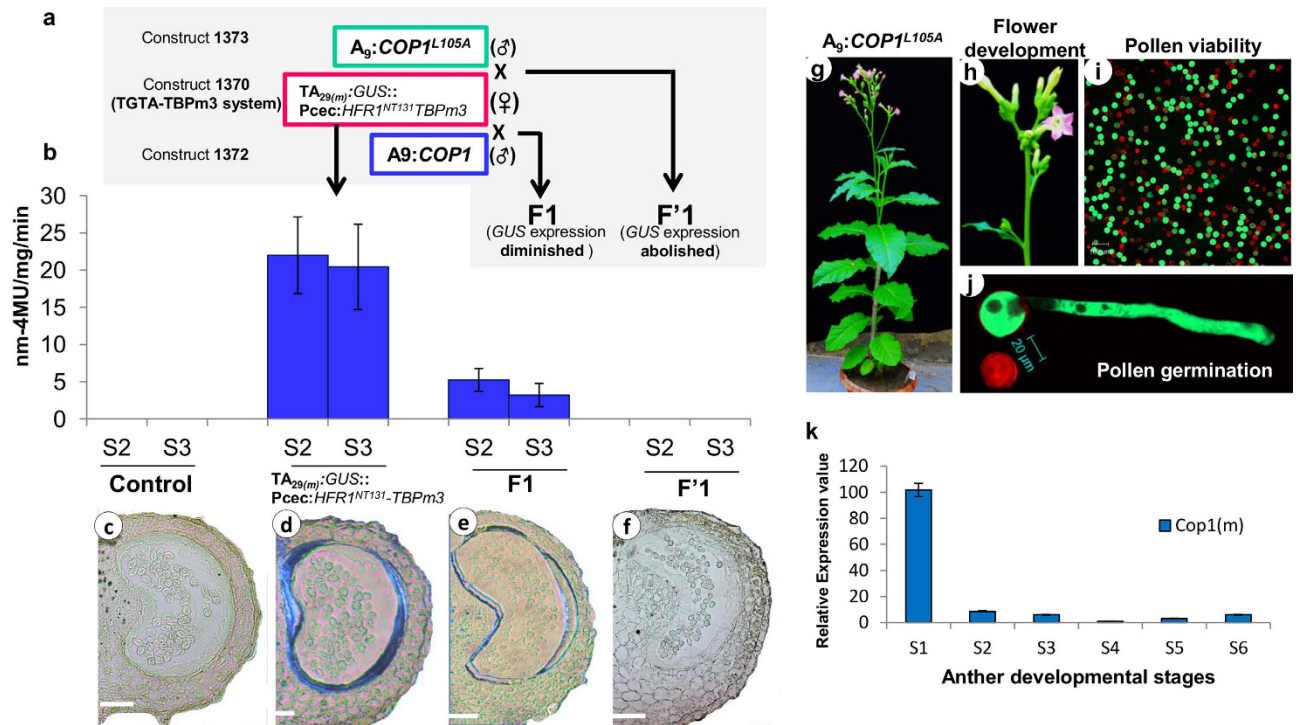 a
Construct 1373
A9:COP1L105A (♂)
X
Construct 1370
(TGTA-TBPm3 system)
TA29(m):GUS::
Pcec:HFR1NT131TBPm3
(♀)
X
Construct 1372
A9:COP1 (♂)
F1
(GUS expression
diminished )
F'1
(GUS expression
abolished)
b
nm-4MU/mg/min
30
25
20
15
10
5
0
S2 S3 S2 S3 S2 S3 S2 S3
Control
TA29(m):GUS::
Pcec:HFR1NT131-TBPm3
F1
F'1
c
d
e
f
A9:COP1L105A
g
Flower
development
h
Pollen viability
i
j
20 µm
Pollen germination
k
Relative Expression value
120
100
80
60
40
20
0
Cop1(m)
S1 S2 S3 S4 S5 S6
Anther developmental stages